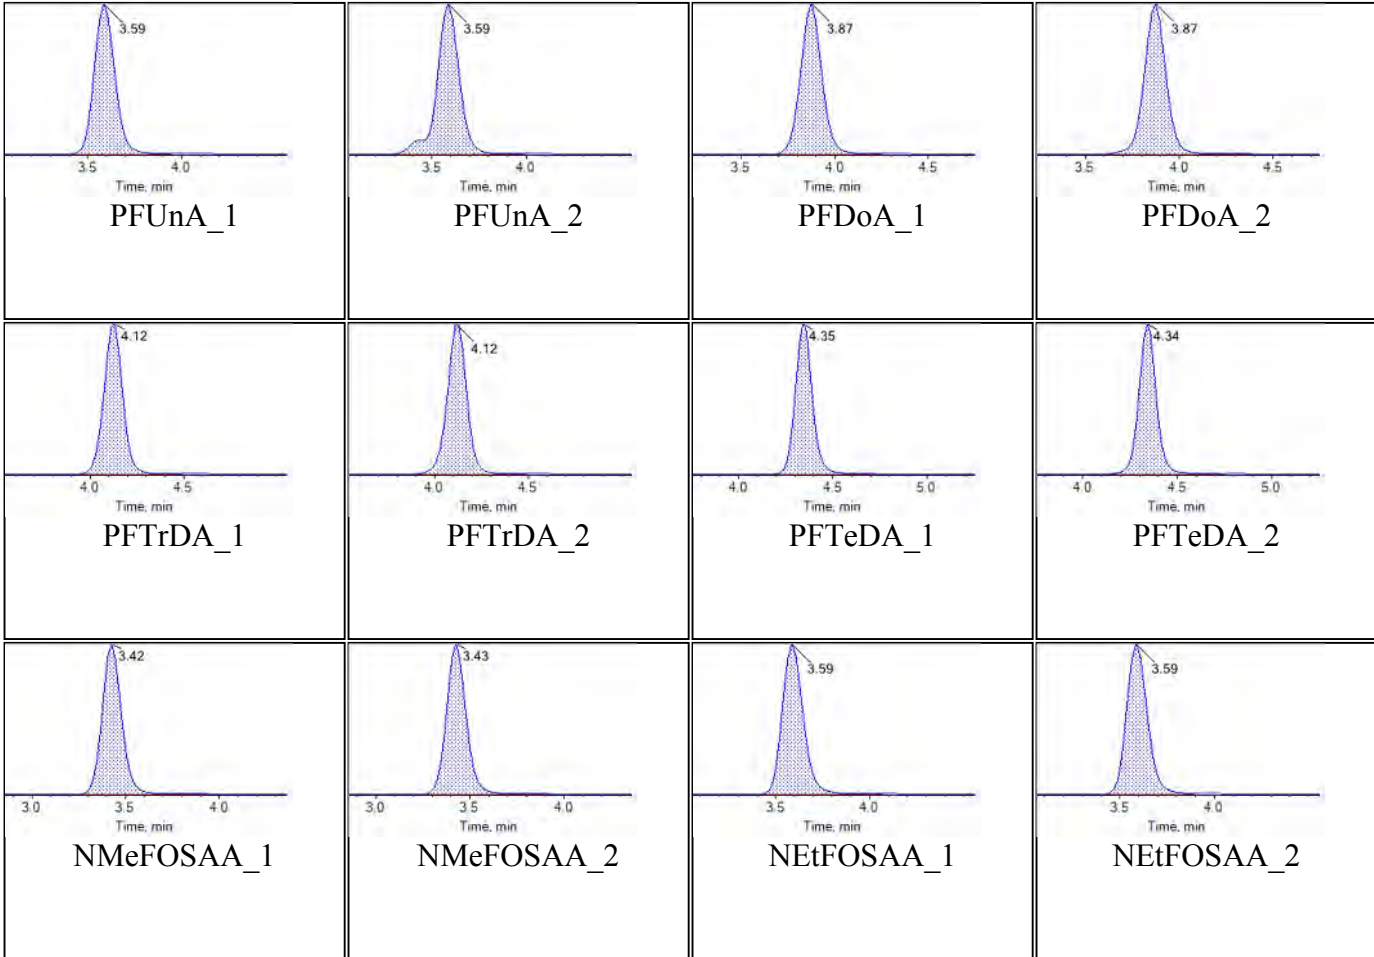 3.59
3.5 4.0
Time, min
PFUnA_1
3.59
3.5 4.0
Time, min
PFUnA_2
3.87
3.5 4.0 4.5
Time, min
PFDoA_1
3.87
3.5 4.0 4.5
Time, min
PFDoA_2
4.12
4.0 4.5
Time, min
PFTrDA_1
4.12
4.0 4.5
Time, min
PFTrDA_2
4.35
4.0 4.5 5.0
Time, min
PFTeDA_1
4.34
4.0 4.5 5.0
Time, min
PFTeDA_2
3.42
3.0 3.5 4.0
Time, min
NMeFOSAA_1
3.43
3.0 3.5 4.0
Time, min
NMeFOSAA_2
3.59
3.5 4.0
Time, min
NEtFOSAA_1
3.59
3.5 4.0
Time, min
NEtFOSAA_2